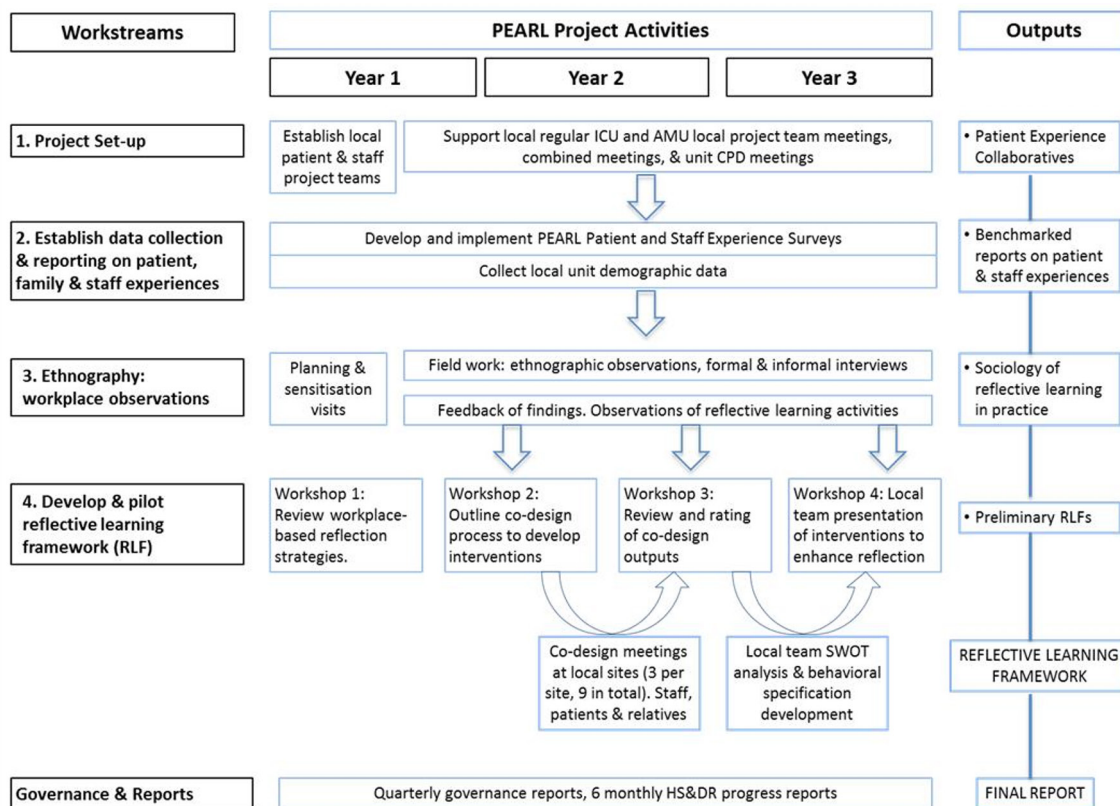 Workstreams
PEARL Project Activities
Outputs
Year 1
Year 2
Year 3
1. Project Set-up
Establish local
patient & staff
project teams
Support local regular ICU and AMU local project team meetings,
combined meetings, & unit CPD meetings
• Patient Experience
Collaboratives
2. Establish data collection
& reporting on patient,
family & staff experiences
Develop and implement PEARL Patient and Staff Experience Surveys
Collect local unit demographic data
• Benchmarked
reports on patient
& staff experiences
3. Ethnography:
workplace observations
Planning &
sensitisation
visits
Field work: ethnographic observations, formal & informal interviews
Feedback of findings. Observations of reflective learning activities
• Sociology of
reflective learning
in practice
4. Develop & pilot
reflective learning
framework (RLF)
Workshop 1:
Review workplace-
based reflection
strategies.
Workshop 2:
Outline co-design
process to develop
interventions
Workshop 3:
Review and rating
of co-design
outputs
Workshop 4: Local
team presentation
of interventions to
enhance reflection
• Preliminary RLFs
Co-design meetings
at local sites (3 per
site, 9 in total). Staff,
patients & relatives
Local team SWOT
analysis & behavioral
specification
development
REFLECTIVE LEARNING
FRAMEWORK
Governance & Reports
Quarterly governance reports, 6 monthly HS&DR progress reports
FINAL REPORT